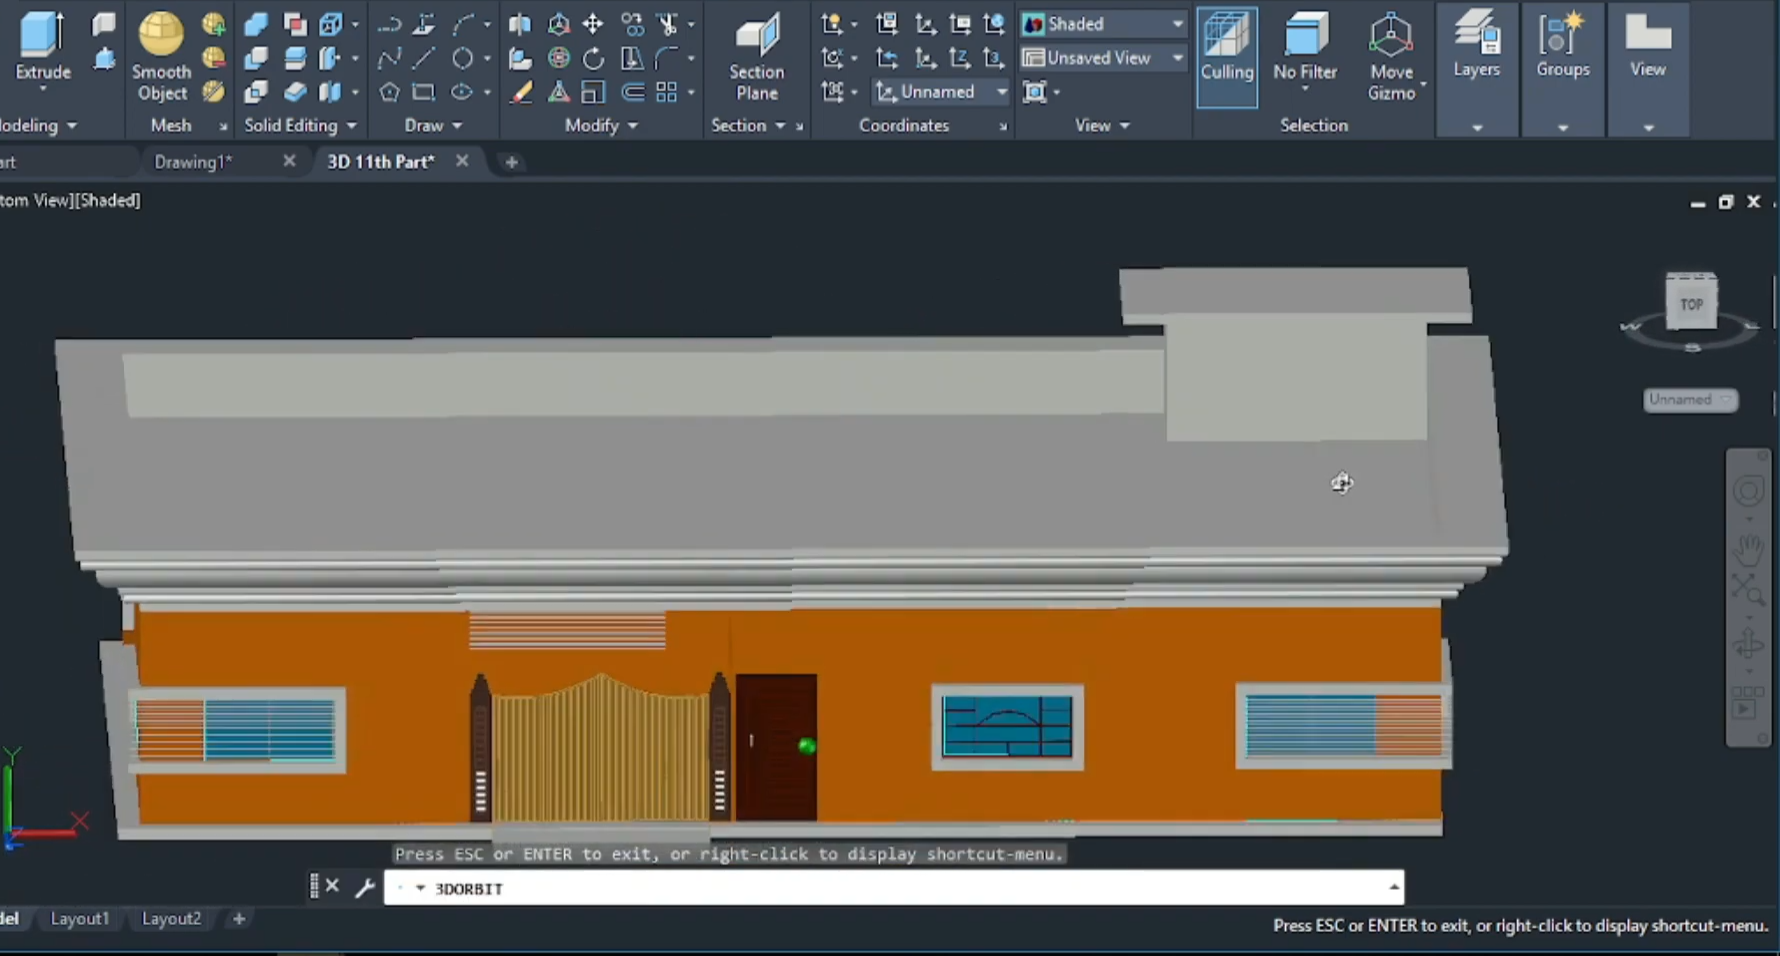 Extrude
Smooth
Object
Section
Plane
Shaded
Unsaved View
Unnamed
Culling
No Filter
Move
Gizmo
Layers
Groups
View
odeling
Mesh
Solid Editing
Draw
Modify
Section
Coordinates
View
Selection
art
Drawing1*
3D 11th Part*
tom View][Shaded]
TOP
W
S
Unnamed
Y
X
Press ESC or ENTER to exit, or right-click to display shortcut-menu.
3DORBIT
del
Layout1
Layout2
Press ESC or ENTER to exit, or right-click to display shortcut-menu.